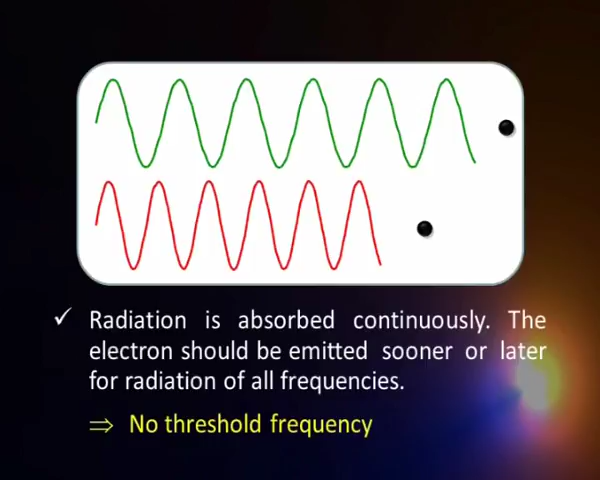 ✓ Radiation is absorbed continuously. The
electron should be emitted sooner or later
for radiation of all frequencies.
⇒ No threshold frequency